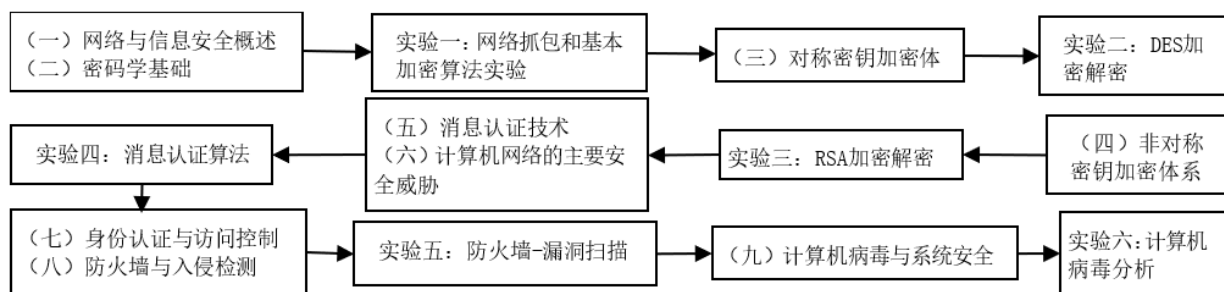 （一）网络与信息安全概述
（二）密码学基础
实验一：网络抓包和基本
加密算法实验
（三）对称密钥加密体
实验二：DES加
密解密
（四）非对称
密钥加密体系
实验三：RSA加密解密
（五）消息认证技术
（六）计算机网络的主要安
全威胁
实验四：消息认证算法
（七）身份认证与访问控制
（八）防火墙与入侵检测
实验五：防火墙-漏洞扫描
（九）计算机病毒与系统安全
实验六：计算机
病毒分析